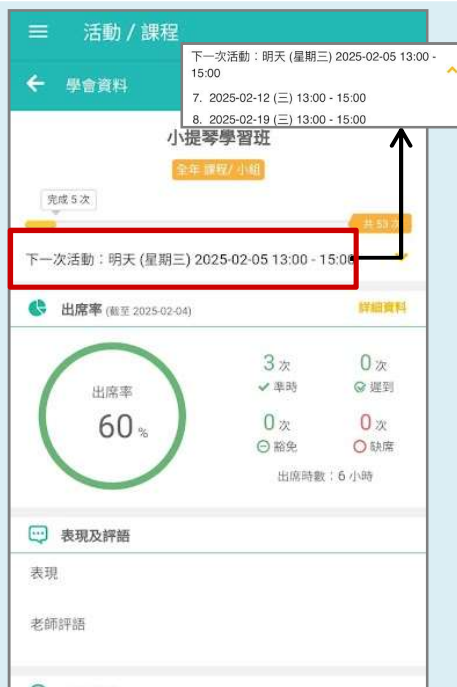 活動 / 課程
學會資料
下一次活動：明天 (星期三) 2025-02-05 13:00 -
15:00
7. 2025-02-12 (三) 13:00 - 15:00
8. 2025-02-19 (三) 13:00 - 15:00
小提琴學習班
全年 課程/ 小組
完成 5 次
共 53 次
下一次活動：明天 (星期三) 2025-02-05 13:00 - 15:00
出席率 (截至 2025-02-04)
詳細資料
出席率
60 %
3 次
0 次
準時
遲到
0 次
0 次
豁免
缺席
出席時數：6 小時
表現及評語
表現
老師評語